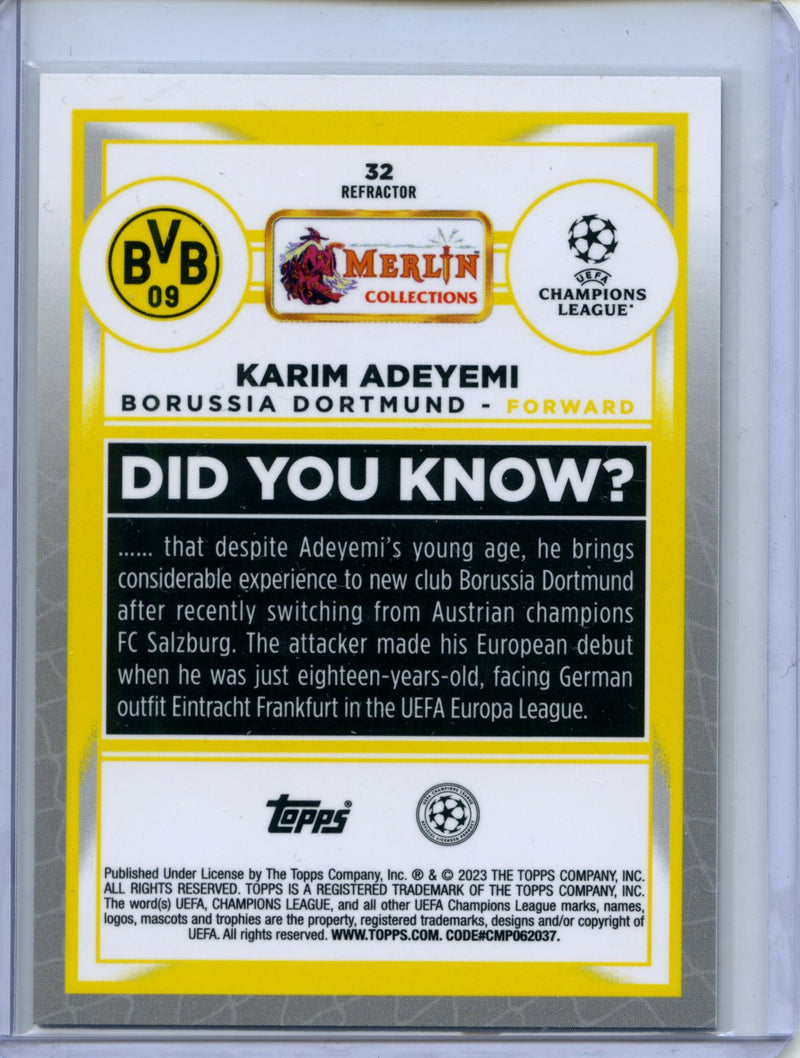 32
REFRACTOR
BVB
09
MERLIN
COLLECTIONS
UEFA
CHAMPIONS
LEAGUE
KARIM ADEYEMI
BORUSSIA DORTMUND - FORWARD
DID YOU KNOW?
...... that despite Adeyemi's young age, he brings
considerable experience to new club Borussia Dortmund
after recently switching from Austrian champions
FC Salzburg. The attacker made his European debut
when he was just eighteen-years-old, facing German
outfit Eintracht Frankfurt in the UEFA Europa League.
topps®
UEFA CHAMPIONS LEAGUE
OFFICIAL LICENSED PRODUCT
Published Under License by The Topps Company, Inc. ® & © 2023 THE TOPPS COMPANY, INC.
ALL RIGHTS RESERVED. TOPPS IS A REGISTERED TRADEMARK OF THE TOPPS COMPANY, INC.
The word(s) UEFA, CHAMPIONS LEAGUE, and all other UEFA Champions League marks, names,
logos, mascots and trophies are the property, registered trademarks, designs and/or copyright of
UEFA. All rights reserved. WWW.TOPPS.COM. CODE#CMP062037.